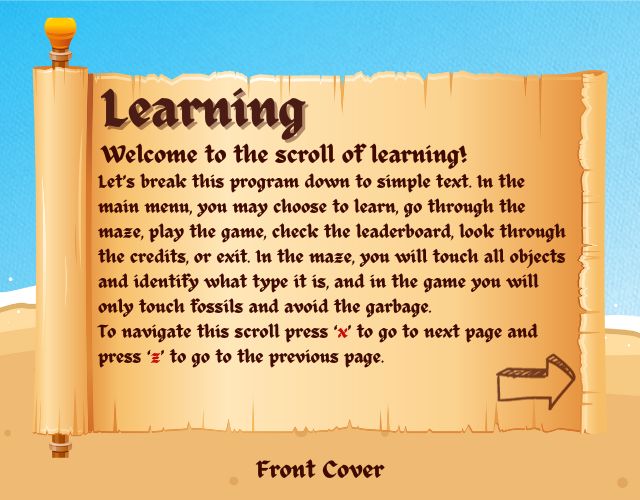 Learning
Welcome to the scroll of learning!
Let's break this program down to simple text. In the
main menu, you may choose to learn, go through the
maze, play the game, check the leaderboard, look through
the credits, or exit. In the maze, you will touch all objects
and identify what type it is, and in the game you will
only touch fossils and avoid the garbage.
To navigate this scroll press 'x' to go to next page and
press 'z' to go to the previous page.
Front Cover